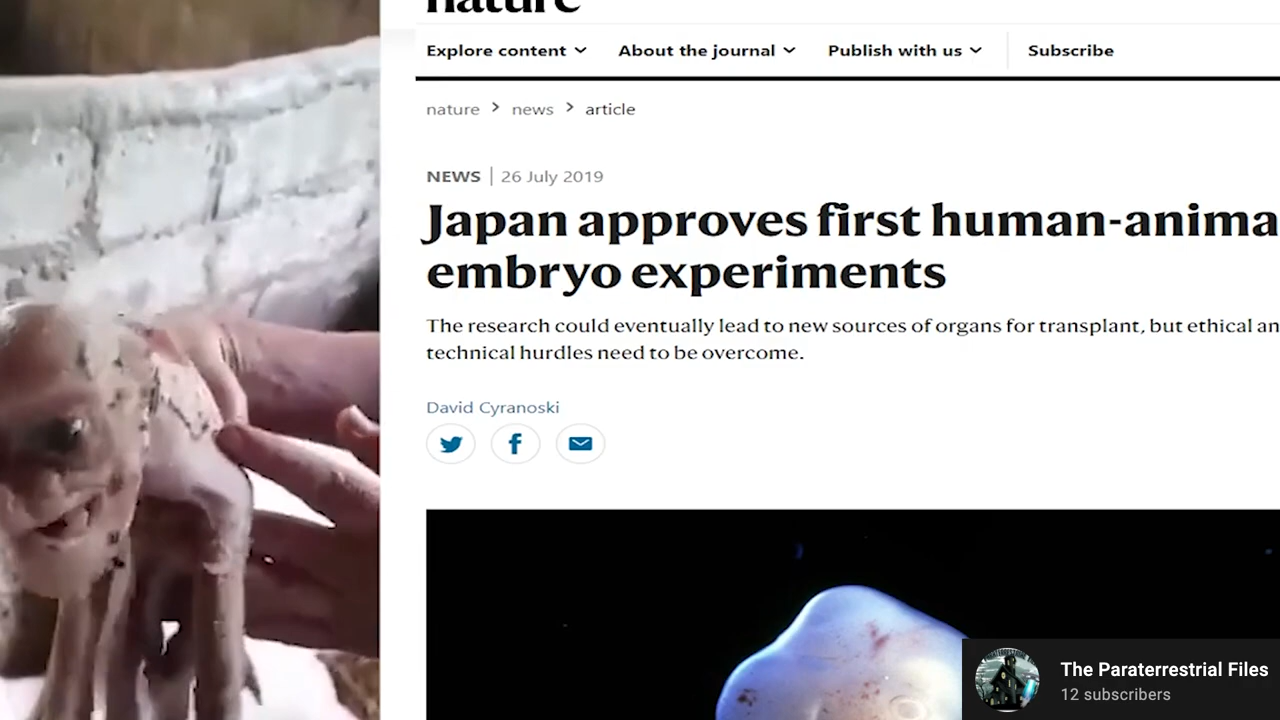 nature
Explore content
About the journal
Publish with us
Subscribe
nature > news > article
NEWS | 26 July 2019
Japan approves first human-anima
embryo experiments
The research could eventually lead to new sources of organs for transplant, but ethical an
technical hurdles need to be overcome.
David Cyranoski
The Paraterrestrial Files
12 subscribers